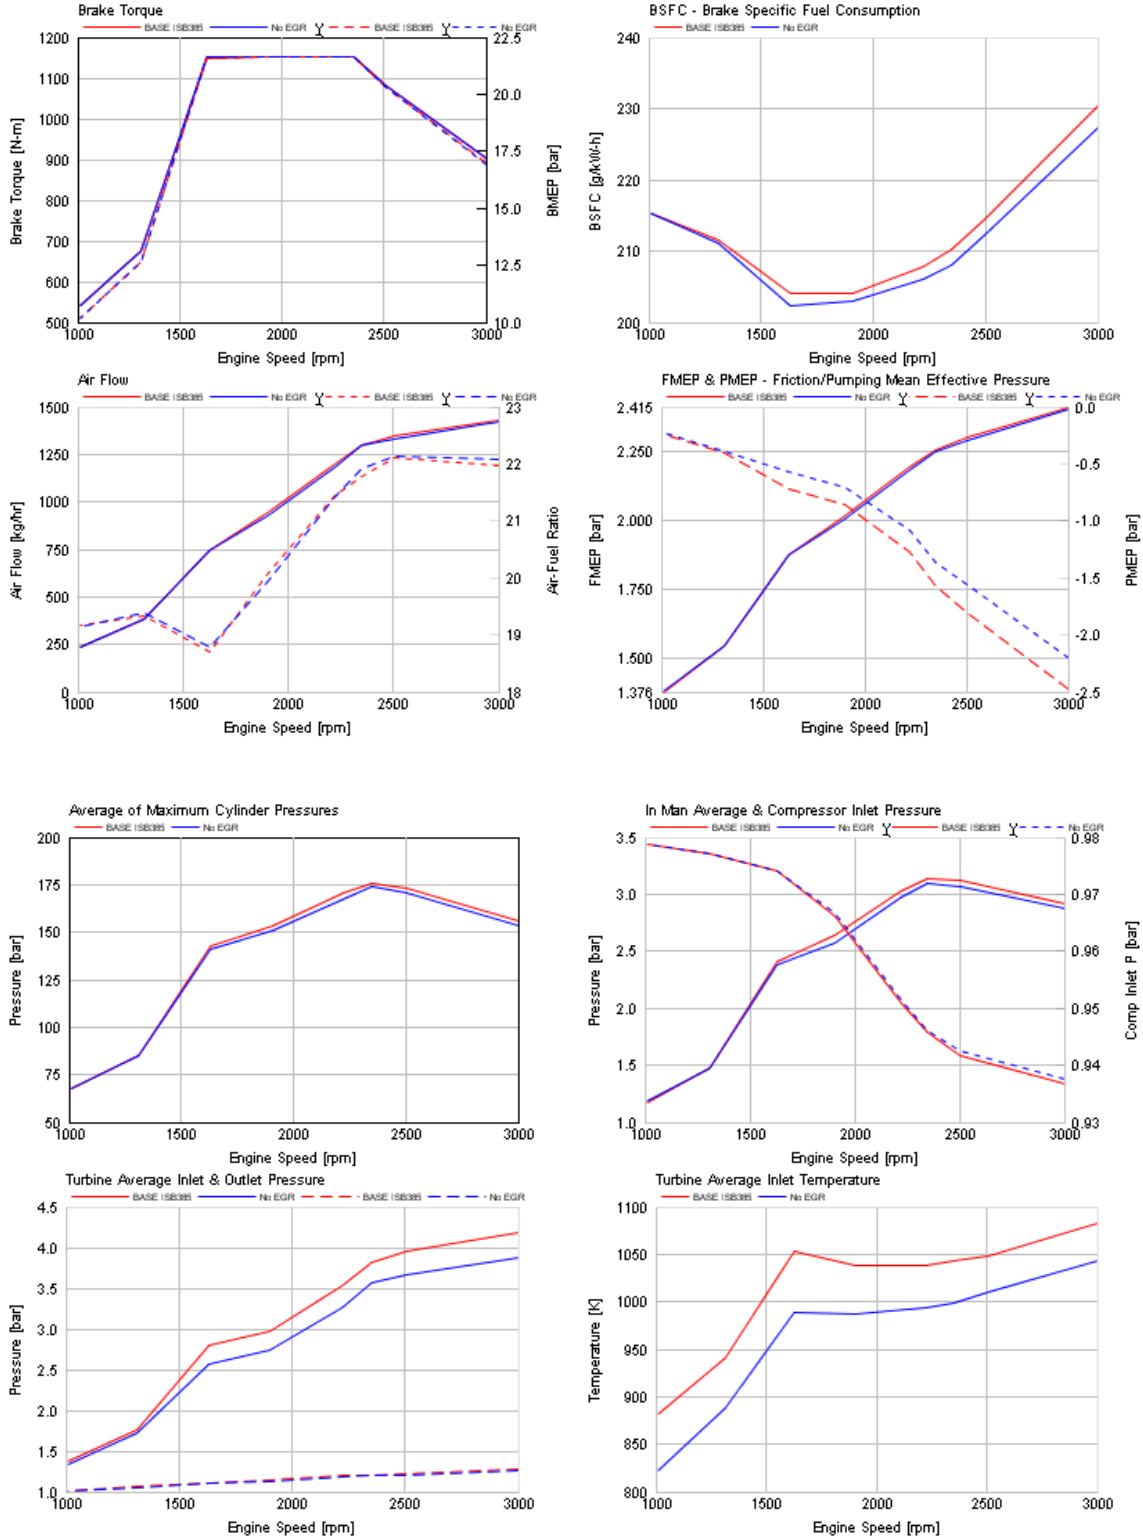 Brake Torque
BASE ISB385 No EGR Y BASE ISB385 Y No EGR
1200 1100 1000 900 800 700 600 500
22.5 20.0 17.5 15.0 12.5 10.0
Brake Torque [N-m]
BMEP [bar]
1000 1500 2000 2500 3000
Engine Speed [rpm]
BSFC - Brake Specific Fuel Consumption
BASE ISB385 No EGR
240 230 220 210 200
BSFC [g/kW-h]
1000 1500 2000 2500 3000
Engine Speed [rpm]
Air Flow
BASE ISB385 No EGR Y BASE ISB385 Y No EGR
1500 1250 1000 750 500 250 0
23 22 21 20 19 18
Air Flow [kg/hr]
Air-Fuel Ratio
1000 1500 2000 2500 3000
Engine Speed [rpm]
FMEP & PMEP - Friction/Pumping Mean Effective Pressure
BASE ISB385 No EGR Y BASE ISB385 Y No EGR
2.415 2.250 2.000 1.750 1.500 1.376
0.0 -0.5 -1.0 -1.5 -2.0 -2.5
FMEP [bar]
PMEP [bar]
1000 1500 2000 2500 3000
Engine Speed [rpm]
Average of Maximum Cylinder Pressures
BASE ISB385 No EGR
200 175 150 125 100 75 50
Pressure [bar]
1000 1500 2000 2500 3000
Engine Speed [rpm]
In Man Average & Compressor Inlet Pressure
BASE ISB385 No EGR Y BASE ISB385 Y No EGR
3.5 3.0 2.5 2.0 1.5 1.0
0.98 0.97 0.96 0.95 0.94 0.93
Pressure [bar]
Comp Inlet P [bar]
1000 1500 2000 2500 3000
Engine Speed [rpm]
Turbine Average Inlet & Outlet Pressure
BASE ISB385 No EGR BASE ISB385 No EGR
4.5 4.0 3.5 3.0 2.5 2.0 1.5 1.0
Pressure [bar]
1000 1500 2000 2500 3000
Engine Speed [rpm]
Turbine Average Inlet Temperature
BASE ISB385 No EGR
1100 1050 1000 950 900 850 800
Temperature [K]
1000 1500 2000 2500 3000
Engine Speed [rpm]